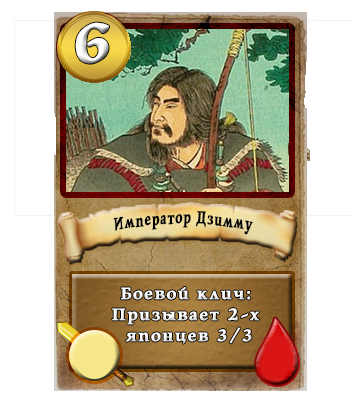 6
Император Дзимму
Боевой клич:
Призывает 2-х
японцев 3/3